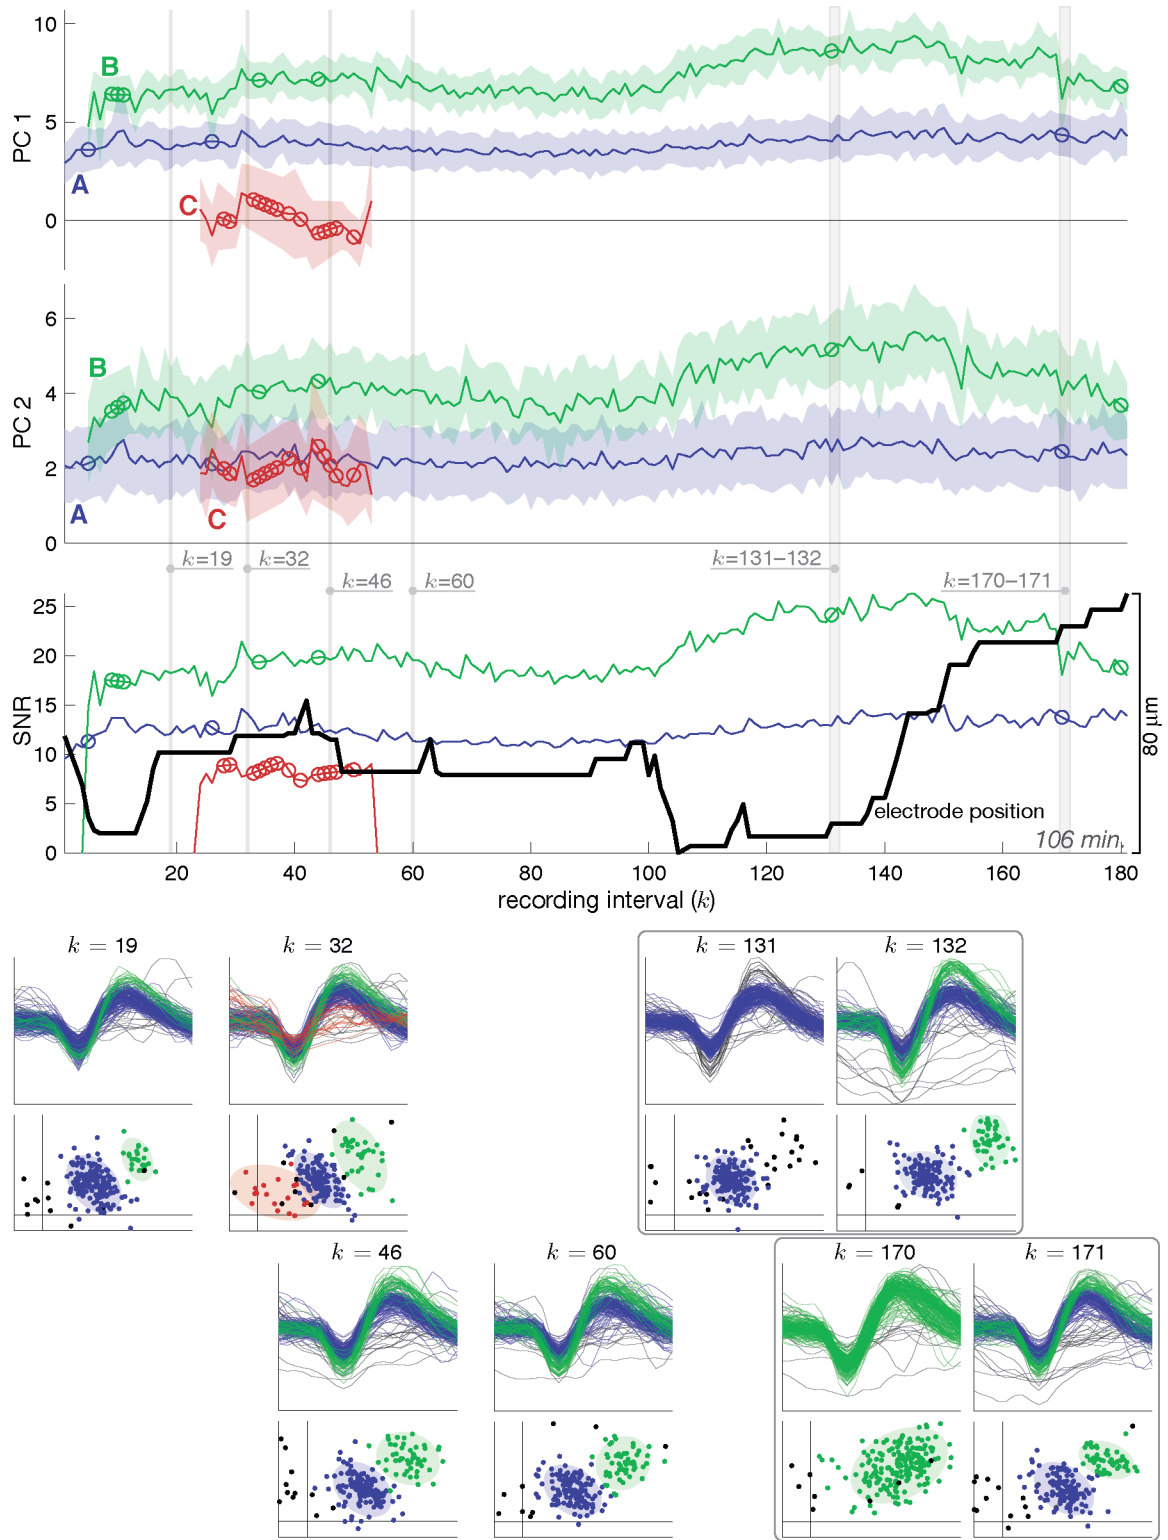 10
5
0
PC 1
B
A
C
6
4
2
0
PC 2
B
A
C
k=19
k=32
k=46
k=60
k=131–132
k=170–171
25
20
15
10
5
0
SNR
electrode position
106 min.
80 µm
20 40 60 80 100 120 140 160 180
recording interval (k)
k = 19
k = 32
k = 131
k = 132
k = 46
k = 60
k = 170
k = 171